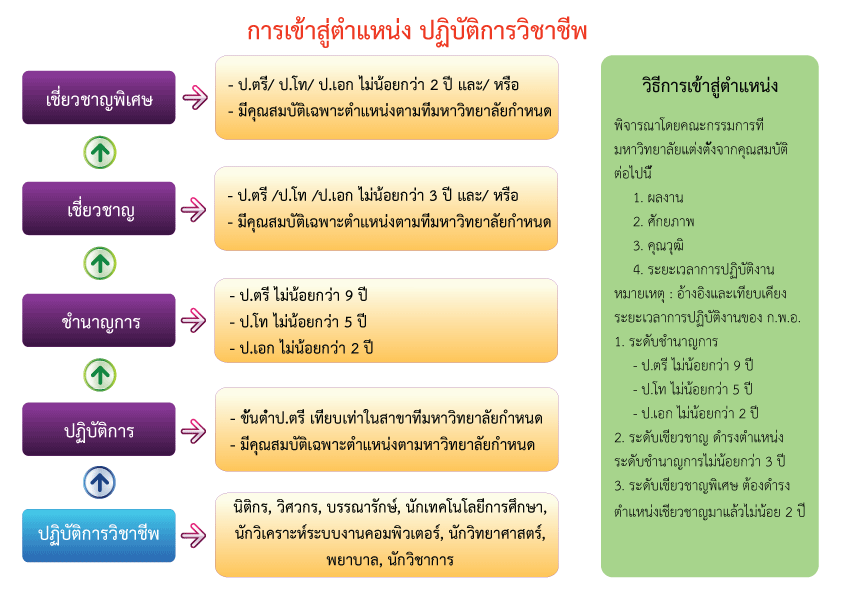 การเข้าสู่ตำแหน่ง ปฏิบัติการวิชาชีพ
เชี่ยวชาญพิเศษ
- ป.ตรี/ ป.โท/ ป.เอก ไม่น้อยกว่า 2 ปี และ/ หรือ
- มีคุณสมบัติเฉพาะตำแหน่งตามที่มหาวิทยาลัยกำหนด
เชี่ยวชาญ
- ป.ตรี /ป.โท /ป.เอก ไม่น้อยกว่า 3 ปี และ/ หรือ
- มีคุณสมบัติเฉพาะตำแหน่งตามที่มหาวิทยาลัยกำหนด
ชำนาญการ
- ป.ตรี ไม่น้อยกว่า 9 ปี
- ป.โท ไม่น้อยกว่า 5 ปี
- ป.เอก ไม่น้อยกว่า 2 ปี
ปฏิบัติการ
- ขั้นต่ำป.ตรี เทียบเท่าในสาขาที่มหาวิทยาลัยกำหนด
- มีคุณสมบัติเฉพาะตำแหน่งตามหาวิทยาลัยกำหนด
ปฏิบัติการวิชาชีพ
นิติกร, วิศวกร, บรรณารักษ์, นักเทคโนโลยีการศึกษา,
นักวิเคราะห์ระบบงานคอมพิวเตอร์, นักวิทยาศาสตร์,
พยาบาล, นักวิชาการ
วิธีการเข้าสู่ตำแหน่ง
พิจารณาโดยคณะกรรมการที่
มหาวิทยาลัยแต่งตั้งจากคุณสมบัติ
ต่อไปนี้
1. ผลงาน
2. ศักยภาพ
3. คุณวุฒิ
4. ระยะเวลาการปฏิบัติงาน
หมายเหตุ : อ้างอิงและเทียบเคียง
ระยะเวลาการปฏิบัติงานของ ก.พ.อ.
1. ระดับชำนาญการ
- ป.ตรี ไม่น้อยกว่า 9 ปี
- ป.โท ไม่น้อยกว่า 5 ปี
- ป.เอก ไม่น้อยกว่า 2 ปี
2. ระดับเชี่ยวชาญ ดำรงตำแหน่ง
ระดับชำนาญการไม่น้อยกว่า 3 ปี
3. ระดับเชี่ยวชาญพิเศษ ต้องดำรง
ตำแหน่งเชี่ยวชาญมาแล้วไม่น้อย 2 ปี